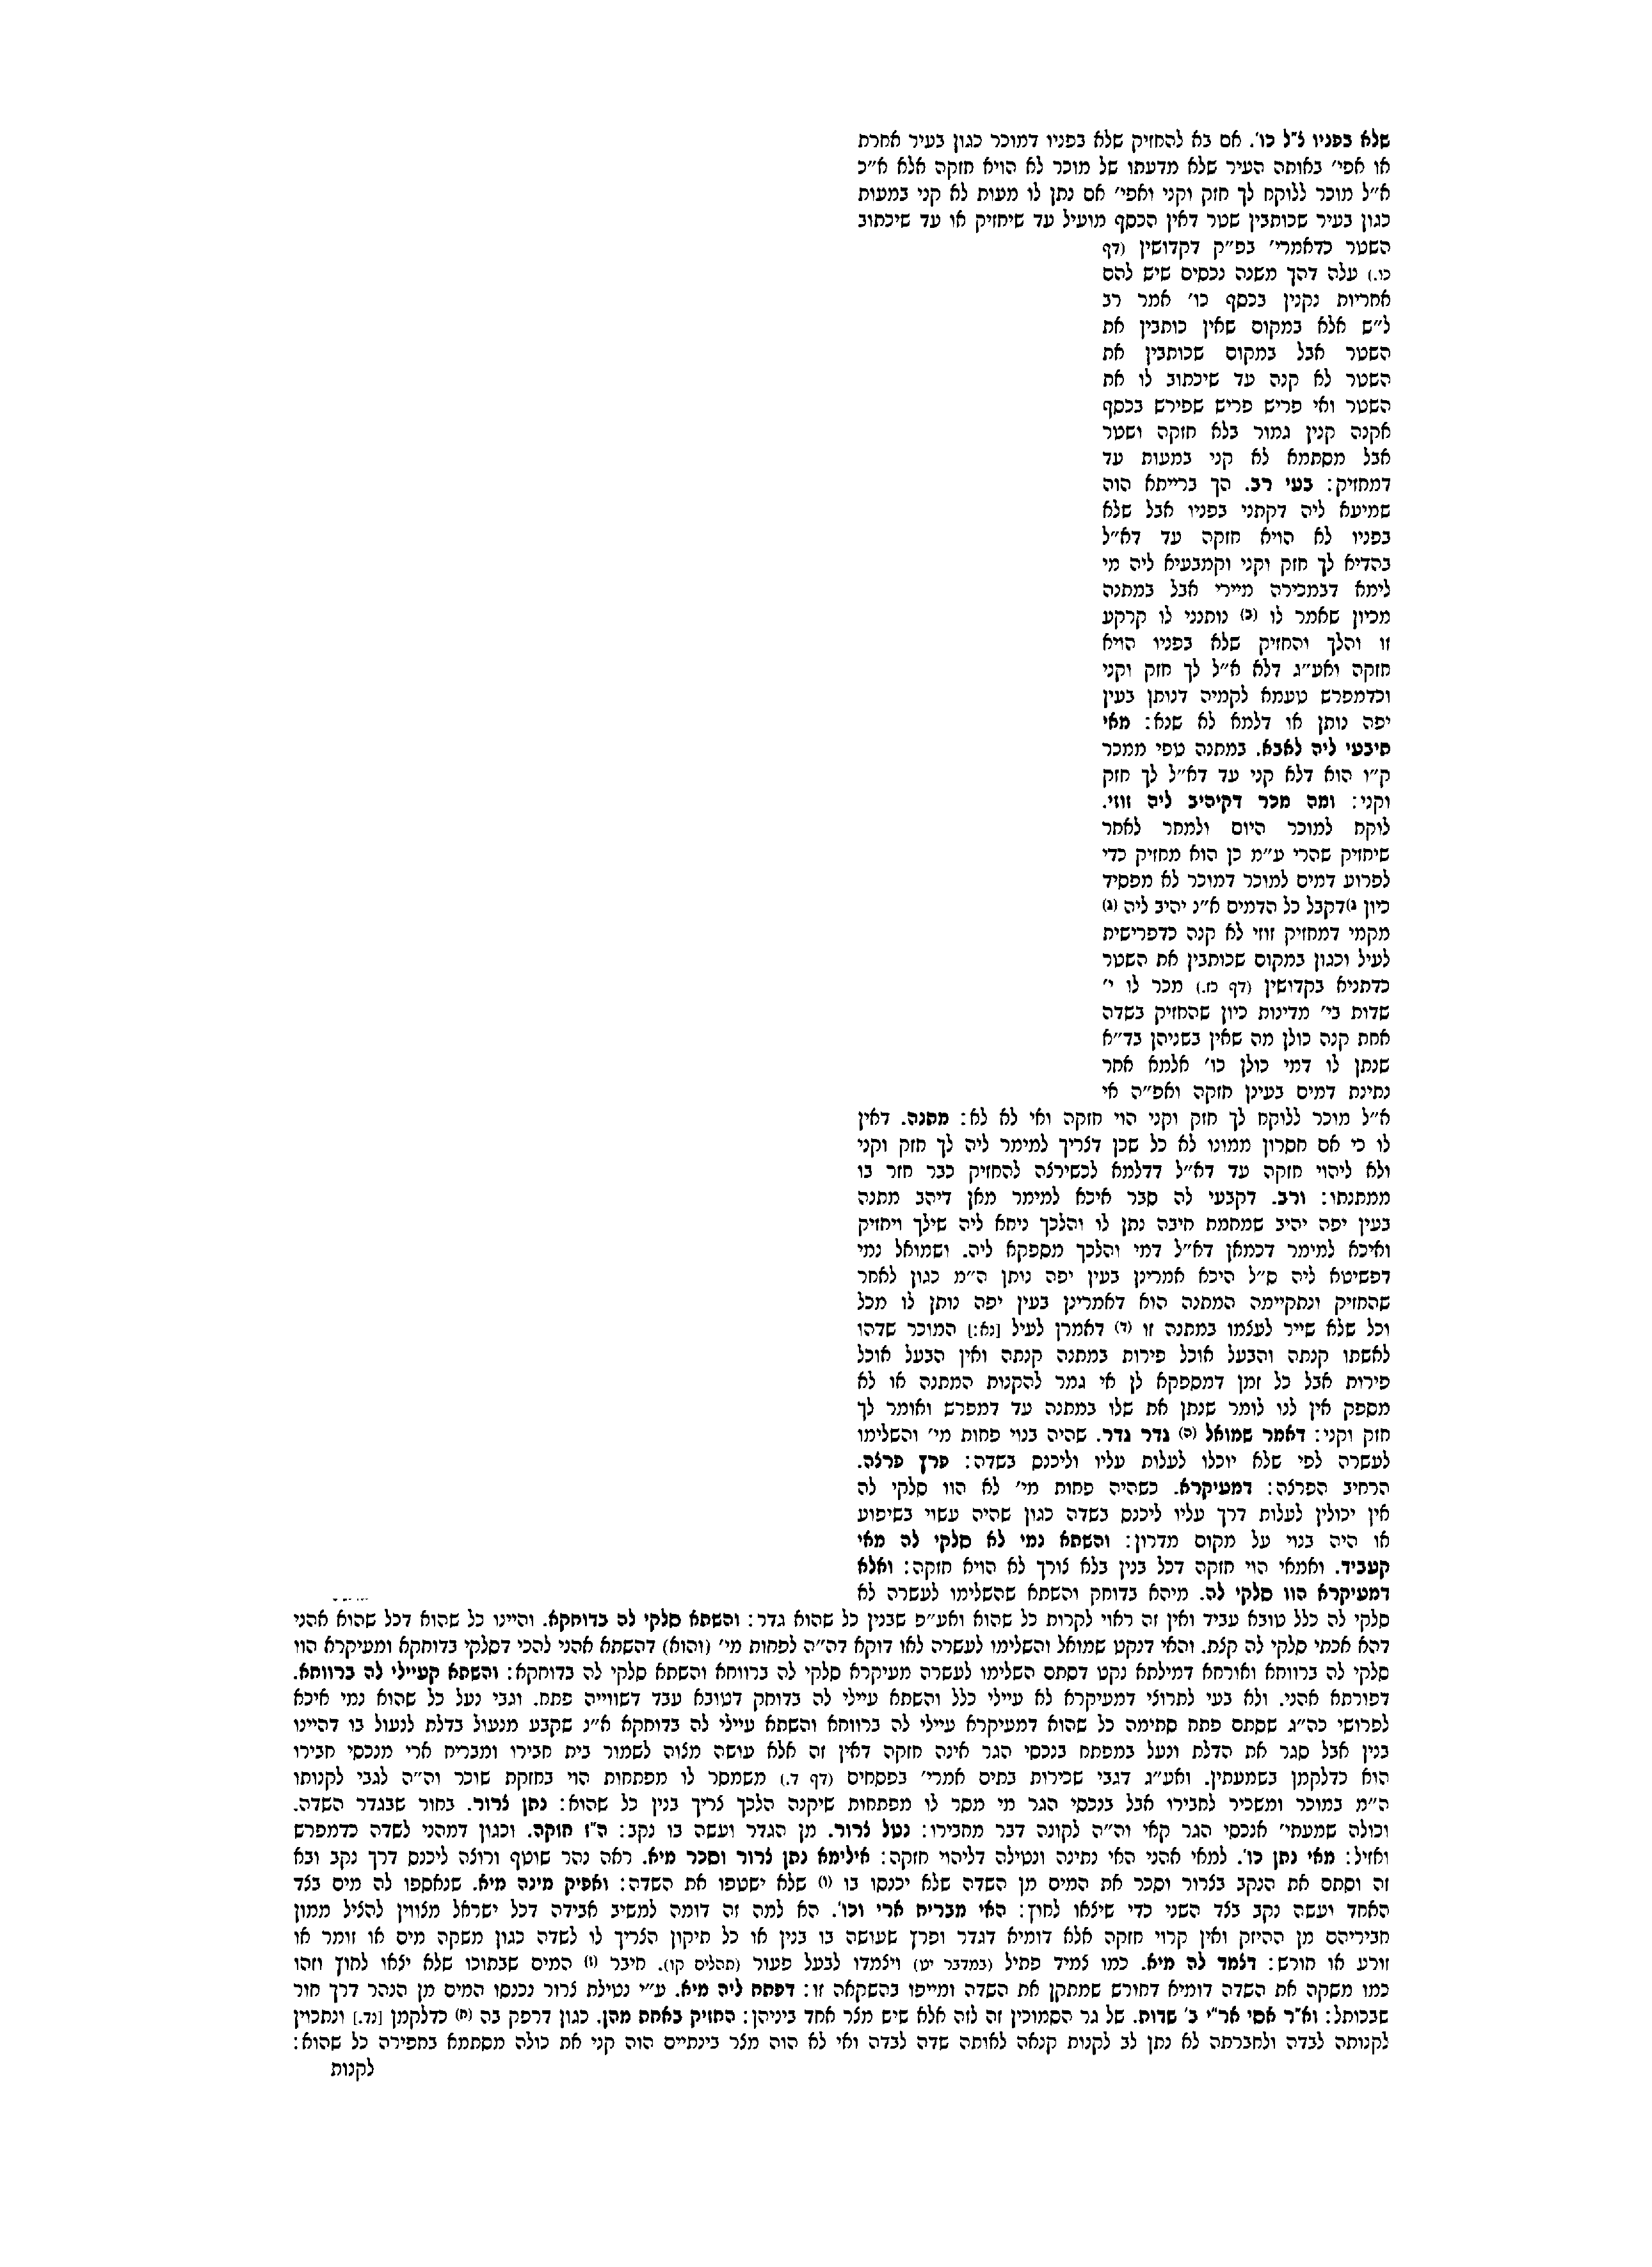 שלא בפניו צ"ל כו'. אם בא להחזיק שלא בפניו דמוכר כגון בעיר אחרת
או אפי' באותה העיר שלא מדעתו של מוכר לא הויא חזקה אלא א"כ
א"ל מוכר ללוקח לך חזק וקני ואפי' אם נתן לו מעות לא קני במעות
כגון בעיר שכותבין שטר דאין הכסף מועיל עד שיחזיק או עד שיכתוב
השטר כדאמרי' בפ"ק דקדושין (דף
כו.) עלה דהך משנה נכסים שיש להם
אחריות נקנין בכסף כו' אמר רב
ל"ש אלא במקום שאין כותבין את
השטר אבל במקום שכותבין את
השטר לא קנה עד שיכתוב לו את
השטר ואי פריש פריש שפירש בכסף
אקנה קנין גמור בלא חזקה ושטר
אבל מסתמא לא קני במעות עד
דמחזיק: בעי רב. הך ברייתא הוה
שמיעא ליה דקתני בפניו אבל שלא
בפניו לא הויא חזקה עד דא"ל
בהדיא לך חזק וקני וקמבעיא ליה מי
לימא דבמכירה מיירי אבל במתנה
מכיון שאמר לו (ב) נותנני לו קרקע
זו והלך והחזיק שלא בפניו הויא
חזקה ואע"ג דלא א"ל לך חזק וקני
וכדמפרש טעמא לקמיה דנותן בעין
יפה נותן או דלמא לא שנא: מאי
תיבעי ליה לאבא. במתנה טפי ממכר
ק"ו הוא דלא קני עד דא"ל לך חזק
וקני: ומה מכר דקיהיב ליה זוזי.
לוקח למוכר היום ולמחר לאחר
שיחזיק שהרי ע"מ כן הוא מחזיק כדי
לפרוע דמים למוכר דמוכר לא מפסיד
כיון ג)דקבל כל הדמים א"נ יהיב ליה (ג)
מקמי דמחזיק זוזי לא קנה כדפרישית
לעיל וכגון במקום שכותבין את השטר
כדתניא בקדושין (דף כז.) מכר לו י'
שדות בי' מדינות כיון שהחזיק בשדה
אחת קנה כולן מה שאין בשניהן בד"א
שנתן לו דמי כולן כו' אלמא אחר
נתינת דמים בעינן חזקה ואפ"ה אי
א"ל מוכר ללוקח לך חזק וקני הוי חזקה ואי לא לא: מתנה. דאין
לו כי אם חסרון ממונו לא כל שכן דצריך למימר ליה לך חזק וקני
ולא ליהוי חזקה עד דא"ל דדלמא לכשירצה להחזיק כבר חזר בו
ממתנתו: ורב. דקבעי לה סבר איכא למימר מאן דיהב מתנה
בעין יפה יהיב שמחמת חיבה נתן לו והלכך ניחא ליה שילך ויחזיק
ואיכא למימר דכמאן דא"ל דמי והלכך מספקא ליה. ושמואל נמי
דפשיטא ליה ס"ל היכא אמרינן בעין יפה נותן ה"מ כגון לאחר
שהחזיק ונתקיימה המתנה הוא דאמרינן בעין יפה נותן לו מכל
וכל שלא שייר לעצמו במתנה זו (ד) דאמרן לעיל [נא:] המוכר שדהו
לאשתו קנתה והבעל אוכל פירות במתנה קנתה ואין הבעל אוכל
פירות אבל כל זמן דמספקא לן אי גמר להקנות המתנה או לא
מספק אין לנו לומר שנתן את שלו במתנה עד דמפרש ואומר לך
חזק וקני: דאמר שמואל (ה) גדר גדר. שהיה בנוי פחות מי' והשלימו
לעשרה לפי שלא יוכלו לעלות עליו וליכנס בשדה: פרץ פרצה.
הרחיב הפרצה: דמעיקרא. כשהיה פחות מי' לא הוו סלקי לה
אין יכולין לעלות דרך עליו ליכנס בשדה כגון שהיה עשוי בשיפוע
או היה בנוי על מקום מדרון: והשתא נמי לא סלקי לה מאי
קעביד. ואמאי הוי חזקה דכל בנין בלא צורך לא הויא חזקה: ואלא
דמעיקרא הוו סלקי לה. מיהא בדוחק והשתא שהשלימו לעשרה לא
סלקי לה כלל טובא עביד ואין זה ראוי לקרות כל שהוא ואע"פ שבנין כל שהוא גדר: והשתא סלקי לה בדוחקא. והיינו כל שהוא דכל שהוא אהני
דהא אכתי סלקי לה קצת. והאי דנקט שמואל והשלימו לעשרה לאו דוקא דה"ה לפחות מי' (והוא) דהשתא אהני להכי דסלקי בדוחקא ומעיקרא הוו
סלקי לה ברווחא ואורחא דמילתא נקט דסתם השלימו לעשרה מעיקרא סלקי לה ברווחא והשתא סלקי לה בדוחקא: והשתא קעיילי לה ברווחא.
דפורתא אהני. ולא בעי לתרוצי דמעיקרא לא עיילי כלל והשתא עיילי לה בדוחק דטובא עבד דשווייה פתח. וגבי נעל כל שהוא נמי איכא
לפרושי כה"ג שסתם פתח סתימה כל שהוא דמעיקרא עיילי לה ברווחא והשתא עיילי לה בדוחקא א"נ שקבע מנעול בדלת לנעול בו דהיינו
בנין אבל סגר את הדלת ונעל במפתח בנכסי הגר אינה חזקה דאין זה אלא עושה מצוה לשמור בית חבירו ומבריח ארי מנכסי חבירו
הוא כדלקמן בשמעתין. ואע"ג דגבי שכירות בתים אמרי' בפסחים (דף ד.) משמסר לו מפתחות הוי בחזקת שוכר וה"ה לגבי לקנותו
ה"מ במוכר ומשכיר לחבירו אבל בנכסי הגר מי מסר לו מפתחות שיקנה הלכך צריך בנין כל שהוא: נתן צרור. בחור שבגדר השדה.
וכולה שמעתי' אנכסי הגר קאי וה"ה לקונה דבר מחבירו: נטל צרור. מן הגדר ועשה בו נקב: ה"ז חזקה. וכגון דמהני לשדה כדמפרש
ואזיל: מאי נתן כו'. למאי אהני האי נתינה ונטילה דליהוי חזקה: אילימא נתן צרור וסכר מיא. ראה נהר שוטף ורוצה ליכנס דרך נקב ובא
זה וסתם את הנקב בצרור וסכר את המים מן השדה שלא יכנסו בו (ו) שלא ישטפו את השדה: ואפיק מינה מיא. שנאספו לה מים בצד
האחד ועשה נקב בצד השני כדי שיצאו לחוץ: האי מבריח ארי וכו'. הא למה זה דומה למשיב אבידה דכל ישראל מצווין להציל ממון
חביריהם מן ההיזק ואין קרוי חזקה אלא דומיא דגדר ופרץ שעושה בו בנין או כל תיקון הצריך לו לשדה כגון משקה מים או זומר או
זורע או חורש: דצמד לה מיא. כמו צמיד פתיל (במדבר יט) ויצמדו לבעל פעור (תהלים קו). חיבר (ז) המים שבתוכו שלא יצאו לחוץ וזהו
כמו משקה את השדה דומיא דחורש שמתקן את השדה ומייפו בהשקאה זו: דפתח ליה מיא. ע"י נטילת צרור נכנסו המים מן הנהר דרך חור
שבכותל: וא"ר אסי אר"י ב' שדות. של גר הסמוכין זה לזה אלא שיש מצר אחד ביניהן: החזיק באחת מהן. כגון דרפק בה (ח) כדלקמן [נד.] ונתכוין
לקנותה לבדה ולחברתה לא נתן לב לקנות קנאה לאותה שדה לבדה ואי לא הוה מצר בינתיים הוה קני את כולה מסתמא בחפירה כל שהוא:
לקנות